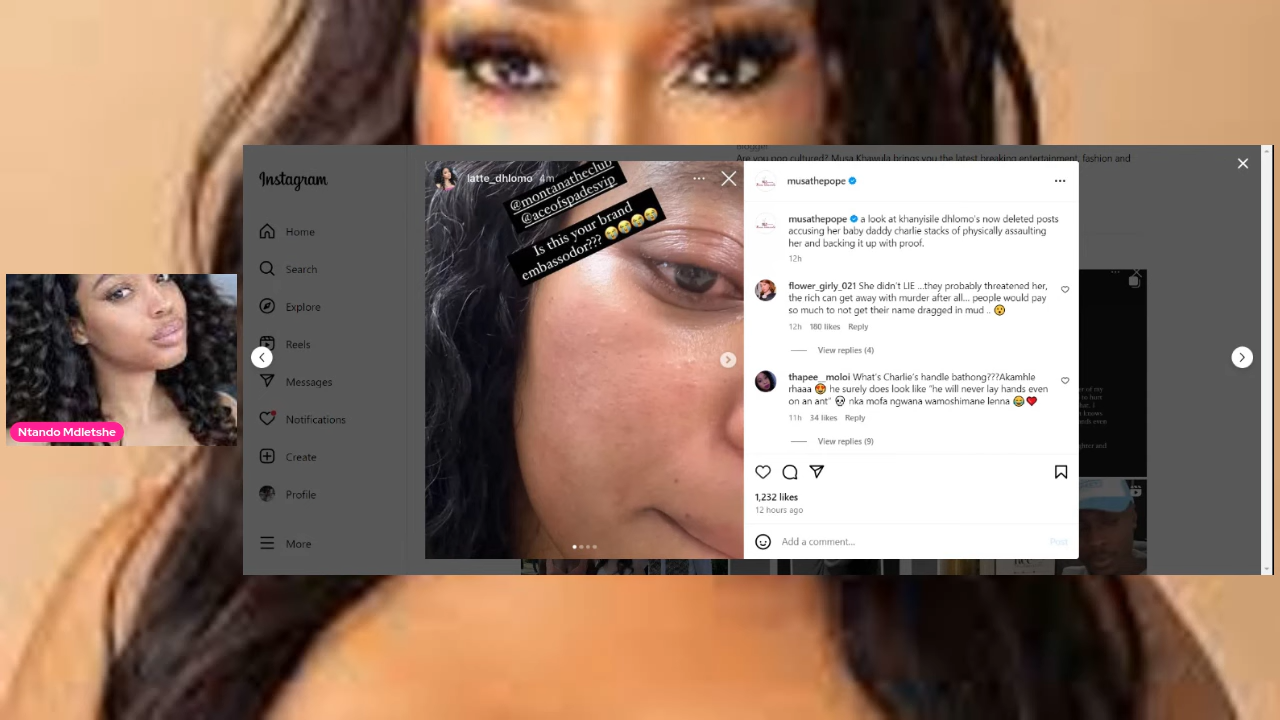 Blogger
Are you pop cultured? Musa Khawula brings you the latest breaking entertainment, fashion and
Instagram
Home
Search
Explore
Reels
Messages
Notifications
Create
Profile
More
Ntando Mdletshe
latte_dhlomo 4m
@montanatheclub
@aceofspadesvip
Is this your brand
embassodor??? 😭😭😭😭
musathepope
musathepope a look at khanyisile dhlomo's now deleted posts
accusing her baby daddy charlie stacks of physically assaulting
her and backing it up with proof.
12h
flower_girly_021 She didn't LIE ...they probably threatened her,
the rich can get away with murder after all... people would pay
so much to not get their name dragged in mud .. 😲
12h 180 likes Reply
View replies (4)
thapee__moloi What's Charlie's handle bathong???Akamhle
rhaaa 😍 he surely does look like "he will never lay hands even
on an ant" 💀 nka mofa ngwana wamoshimane lenna 😂❤️
11h 34 likes Reply
View replies (9)
1,232 likes
12 hours ago
Add a comment...
Post